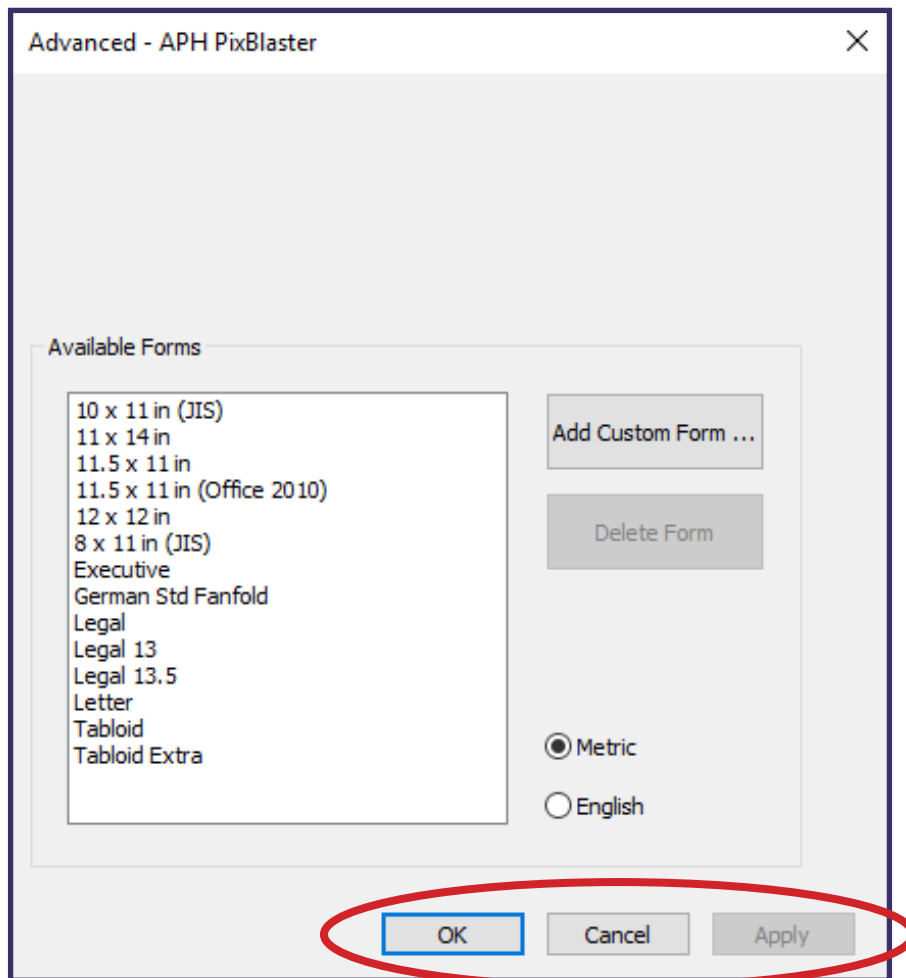 Advanced - APH PixBlaster
Available Forms
10 x 11 in (JIS)
11 x 14 in
11.5 x 11 in
11.5 x 11 in (Office 2010)
12 x 12 in
8 x 11 in (JIS)
Executive
German Std Fanfold
Legal
Legal 13
Legal 13.5
Letter
Tabloid
Tabloid Extra
Add Custom Form ...
Delete Form
Metric
English
OK Cancel Apply